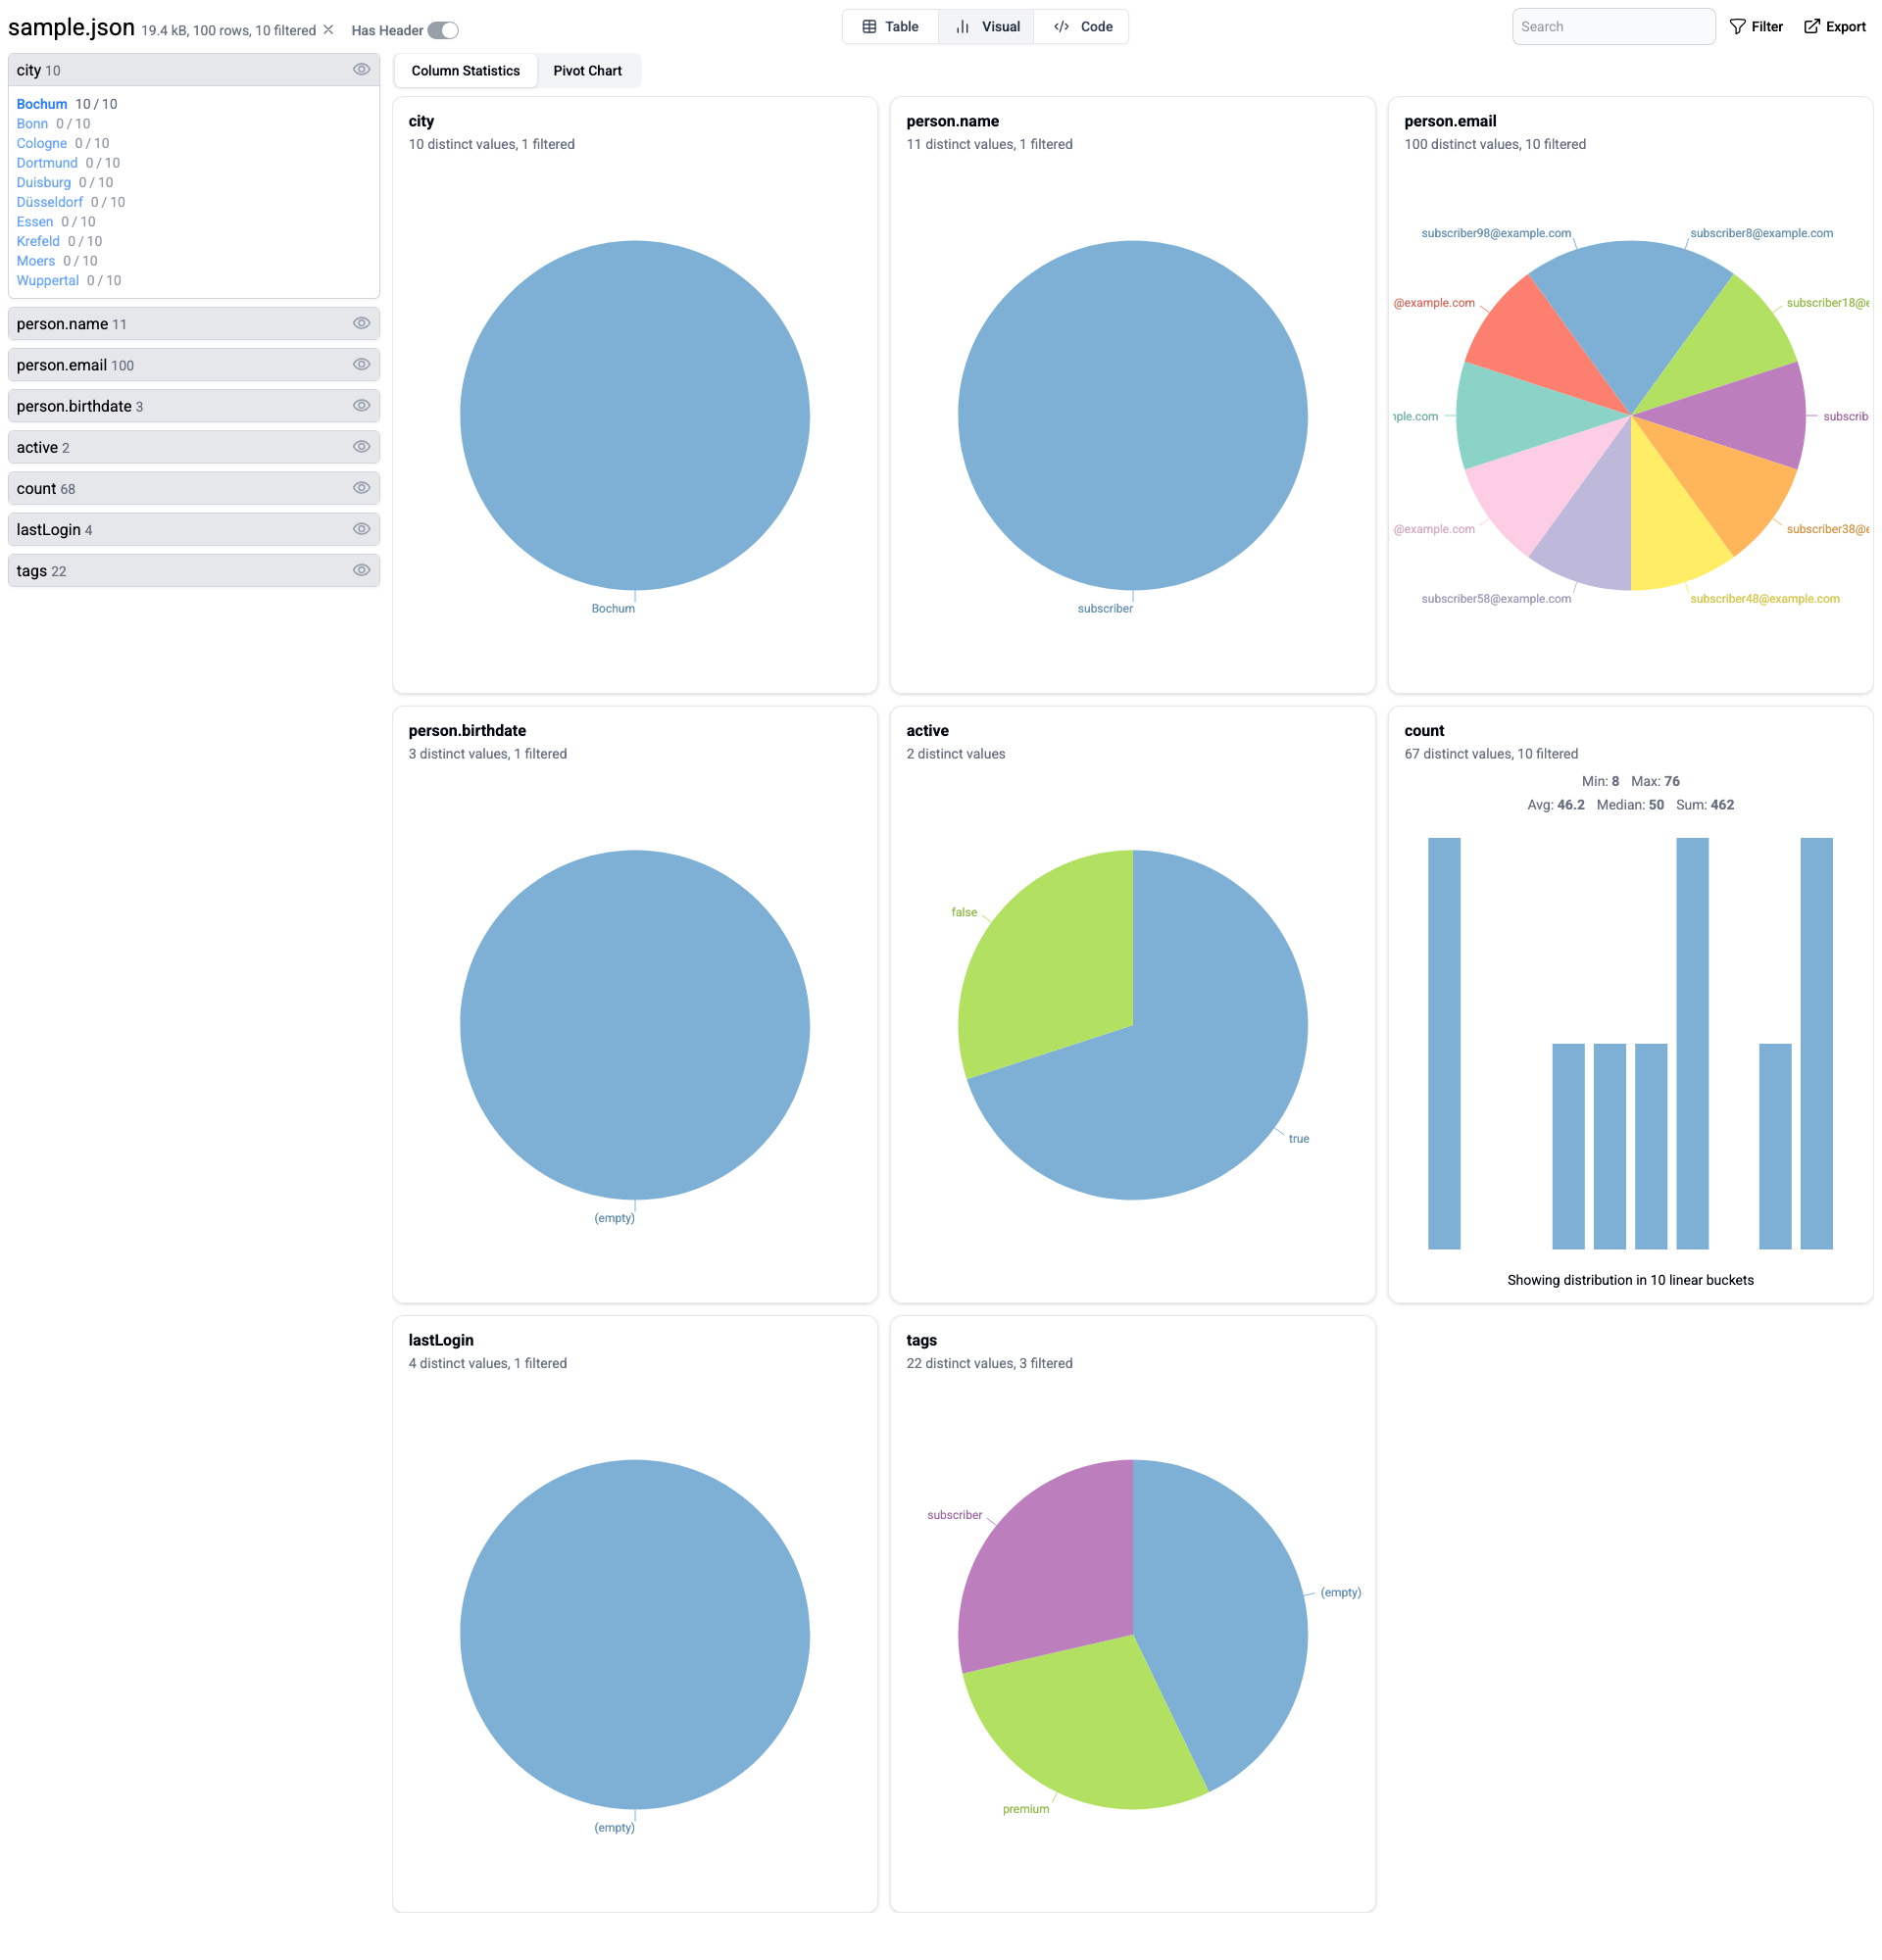 sample.json 19.4 kB, 100 rows, 10 filtered × Has Header
Table Visual Code
Search Filter Export
city 10
Bochum 10 / 10
Bonn 0 / 10
Cologne 0 / 10
Dortmund 0 / 10
Duisburg 0 / 10
Düsseldorf 0 / 10
Essen 0 / 10
Krefeld 0 / 10
Moers 0 / 10
Wuppertal 0 / 10
person.name 11
person.email 100
person.birthdate 3
active 2
count 68
lastLogin 4
tags 22
Column Statistics Pivot Chart
city
10 distinct values, 1 filtered
Bochum
person.name
11 distinct values, 1 filtered
subscriber
person.email
100 distinct values, 10 filtered
subscriber98@example.com subscriber8@example.com
@example.com subscriber18@e
mple.com subscrib
@example.com subscriber38@e
subscriber58@example.com subscriber48@example.com
person.birthdate
3 distinct values, 1 filtered
(empty)
active
2 distinct values
false
true
count
67 distinct values, 10 filtered
Min: 8 Max: 76
Avg: 46.2 Median: 50 Sum: 462
Showing distribution in 10 linear buckets
lastLogin
4 distinct values, 1 filtered
(empty)
tags
22 distinct values, 3 filtered
subscriber
(empty)
premium